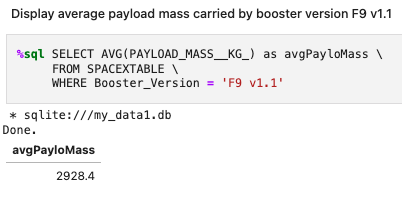 Display average payload mass carried by booster version F9 v1.1
%sql SELECT AVG(PAYLOAD_MASS__KG_) as avgPayloMass \
FROM SPACEXTABLE \
WHERE Booster_Version = 'F9 v1.1'
* sqlite:///my_data1.db
Done.
avgPayloMass
2928.4